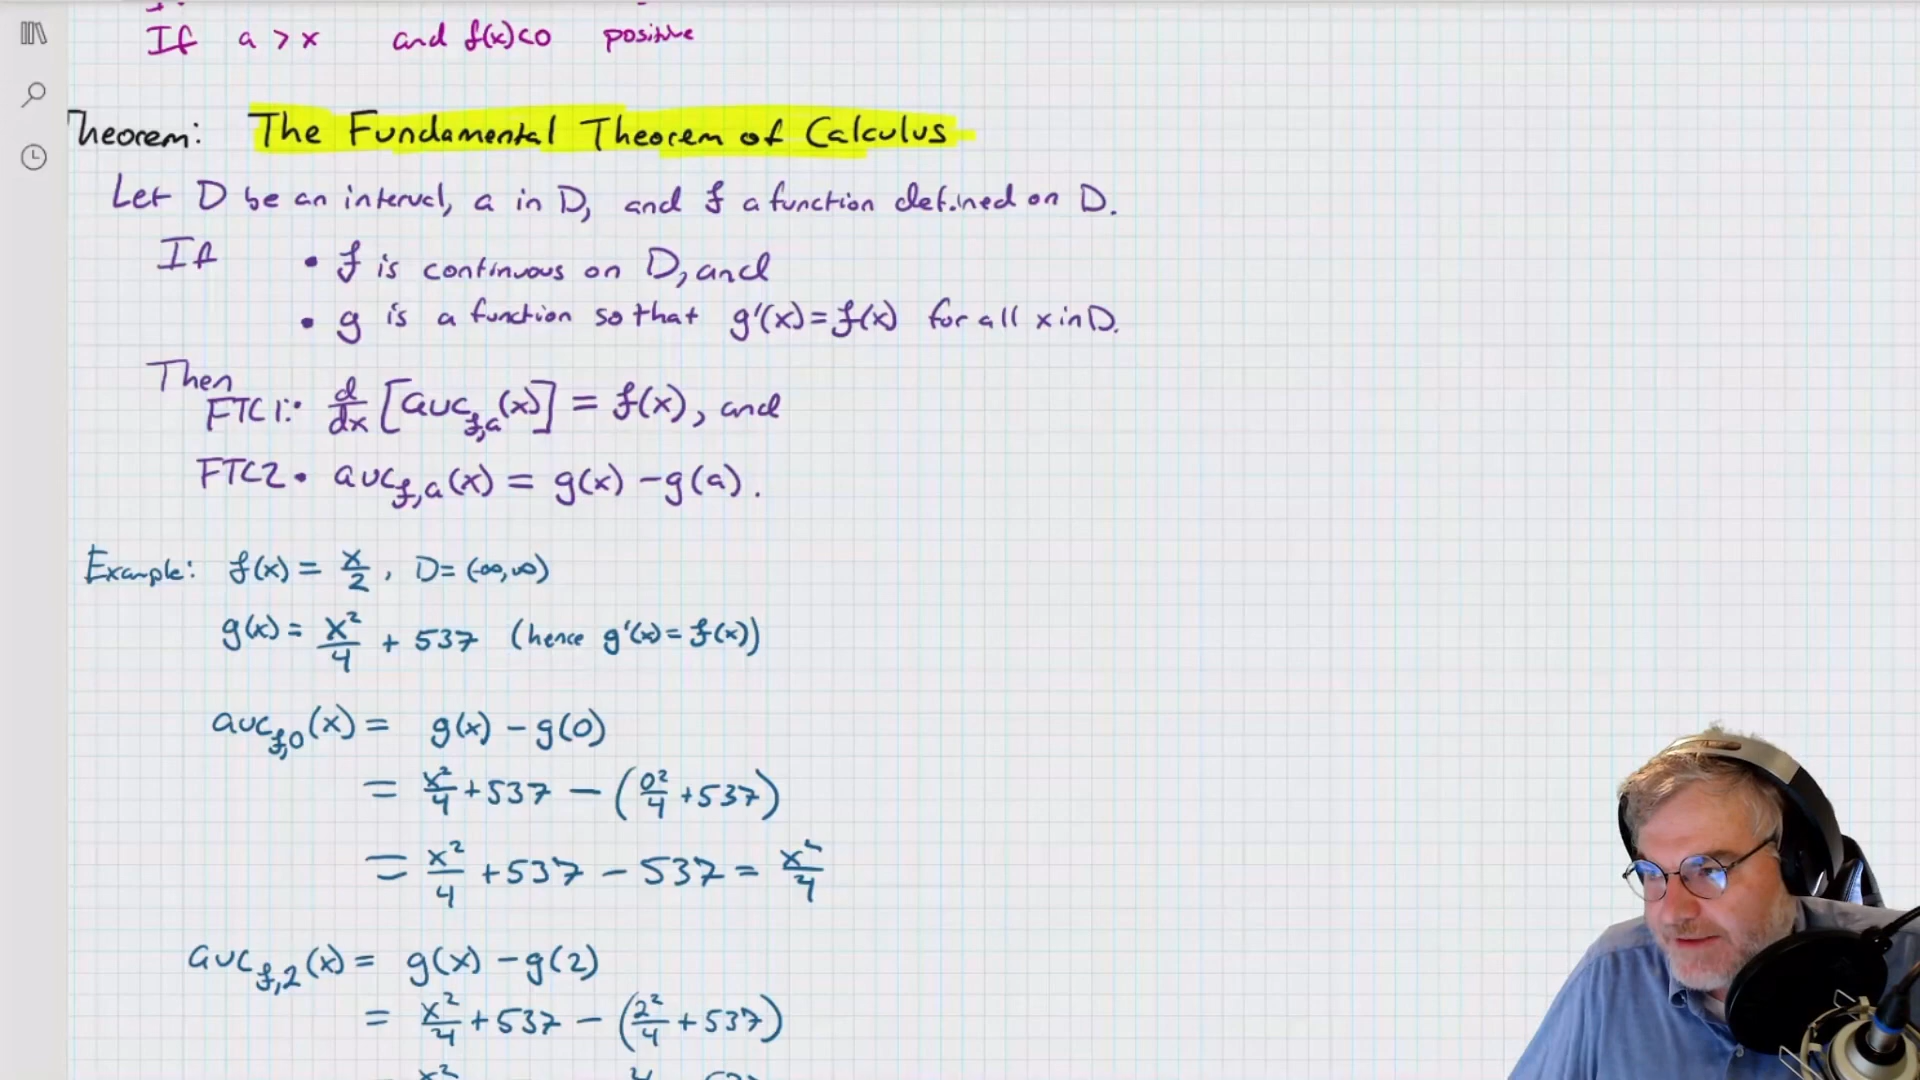 If a > x and f(x)<0 positive
Theorem: The Fundamental Theorem of Calculus
Let D be an interval, a in D, and f a function defined on D.
If • f is continuous on D, and
• g is a function so that g'(x)=f(x) for all x in D.
Then
FTC1: • d/dx [auc_f,a(x)] = f(x), and
FTC2 • auc_f,a(x) = g(x) - g(a).
Example: f(x) = x/2, D= (-∞,∞)
g(x) = x²/4 + 537 (hence g'(x) = f(x))
auc_f,0(x) = g(x) - g(0)
= x²/4 + 537 - (0²/4 + 537)
= x²/4 + 537 - 537 = x²/4
auc_f,2(x) = g(x) - g(2)
= x²/4 + 537 - (2²/4 + 537)
x²